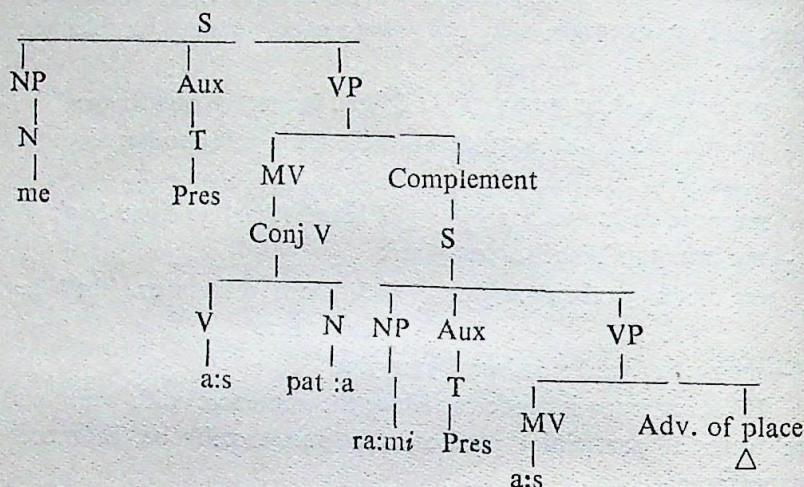 S
NP Aux VP
N T MV Complement
me Pres Conj V S
V N NP Aux VP
a:s pat :a T
ra:mi Pres MV Adv. of place
△
a:s